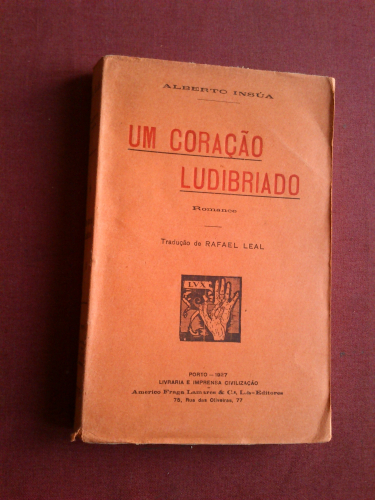 ALBERTO INSÚA
UM CORAÇÃO
LUDIBRIADO
Romance
Tradução de RAFAEL LEAL
LVX
PORTO — 1927
LIVRARIA E IMPRENSA CIVILIZAÇÃO
Americo Fraga Lamares & C.ª, L.da-Editores
75, Rua das Oliveiras, 77